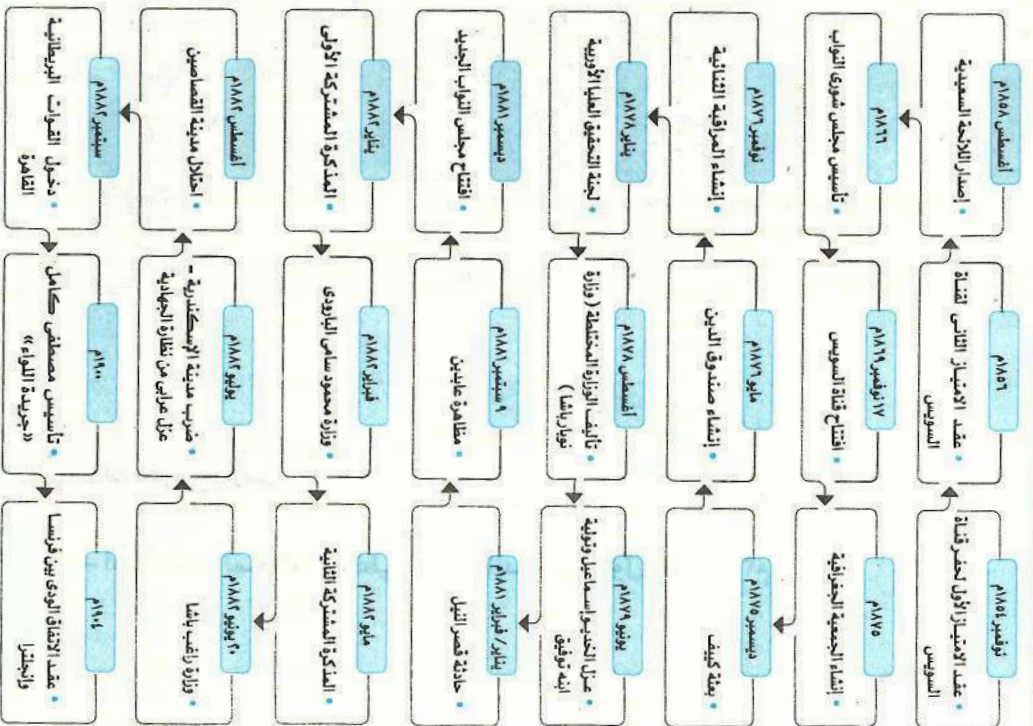 نوفمبر ١٨٥٤م
• عقد الامتياز الأول لحفر قناة
السويس
١٨٥٦م
• عقد الامتياز الثانى لقناة
السويس
أغسطس ١٨٥٨م
• إصدار اللائحة السعيدية
١٨٦٦م
• تأسيس مجلس شورى النواب
١٧ نوفمبر ١٨٦٩م
• افتتاح قناة السويس
١٨٧٥م
• إنشاء الجمعية الجغرافية
ديسمبر ١٨٧٥م
• بعثة كييف
مايو ١٨٧٦م
• إنشاء صندوق الدين
نوفمبر ١٨٧٦م
• إنشاء المراقبة الثنائية
يناير ١٨٧٨م
• لجنة التحقيق العليا الأوربية
أغسطس ١٨٧٨م
• تأليف الوزارة المختلطة (وزارة
نوبار باشا)
يونيو ١٨٧٩م
• عزل الخديو إسماعيل وتولية
ابنه توفيق
يناير/ فبراير ١٨٨١م
• حادثة قصر النيل
٩ سبتمبر ١٨٨١م
• مظاهرة عابدين
ديسمبر ١٨٨١م
• افتتاح مجلس النواب الجديد
يناير ١٨٨٢م
• المذكرة المشتركة الأولى
فبراير ١٨٨٢م
• وزارة محمود سامى البارودى
مايو ١٨٨٢م
• المذكرة المشتركة الثانية
٢٠ يونيو ١٨٨٢م
• وزارة راغب باشا
يوليو ١٨٨٢م
• ضرب مدينة الإسكندرية -
عزل عرابى من نظارة الجهادية
أغسطس ١٨٨٢م
• احتلال مدينة القصاصين
سبتمبر ١٨٨٢م
• دخول القوات البريطانية
القاهرة
١٩٠٠م
• تأسيس مصطفى كامل
«جريدة اللواء»
١٩٠٤م
• عقد الاتفاق الودى بين فرنسا
وإنجلترا